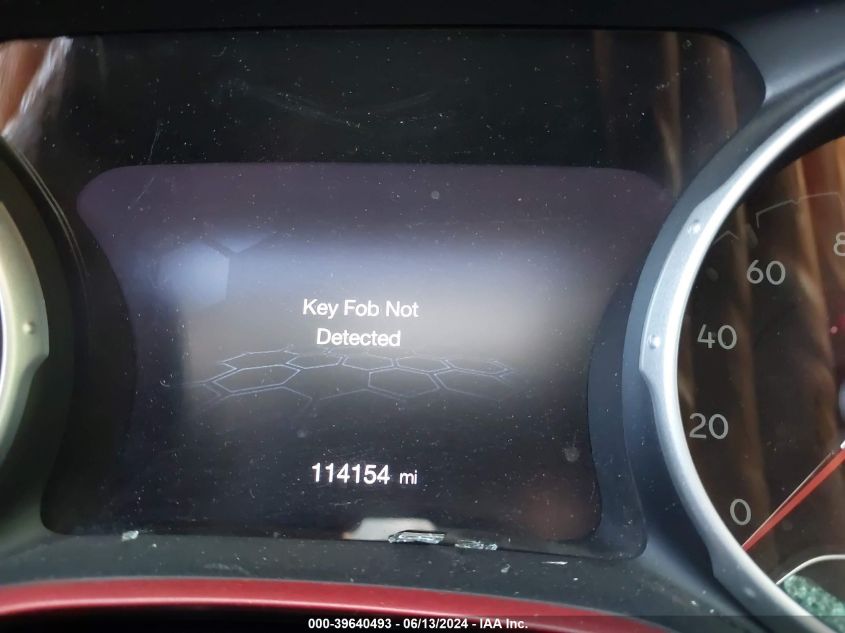 Key Fob Not
Detected
114154 mi
60
40
20
0
000-39640493 - 06/13/2024 - IAA Inc.